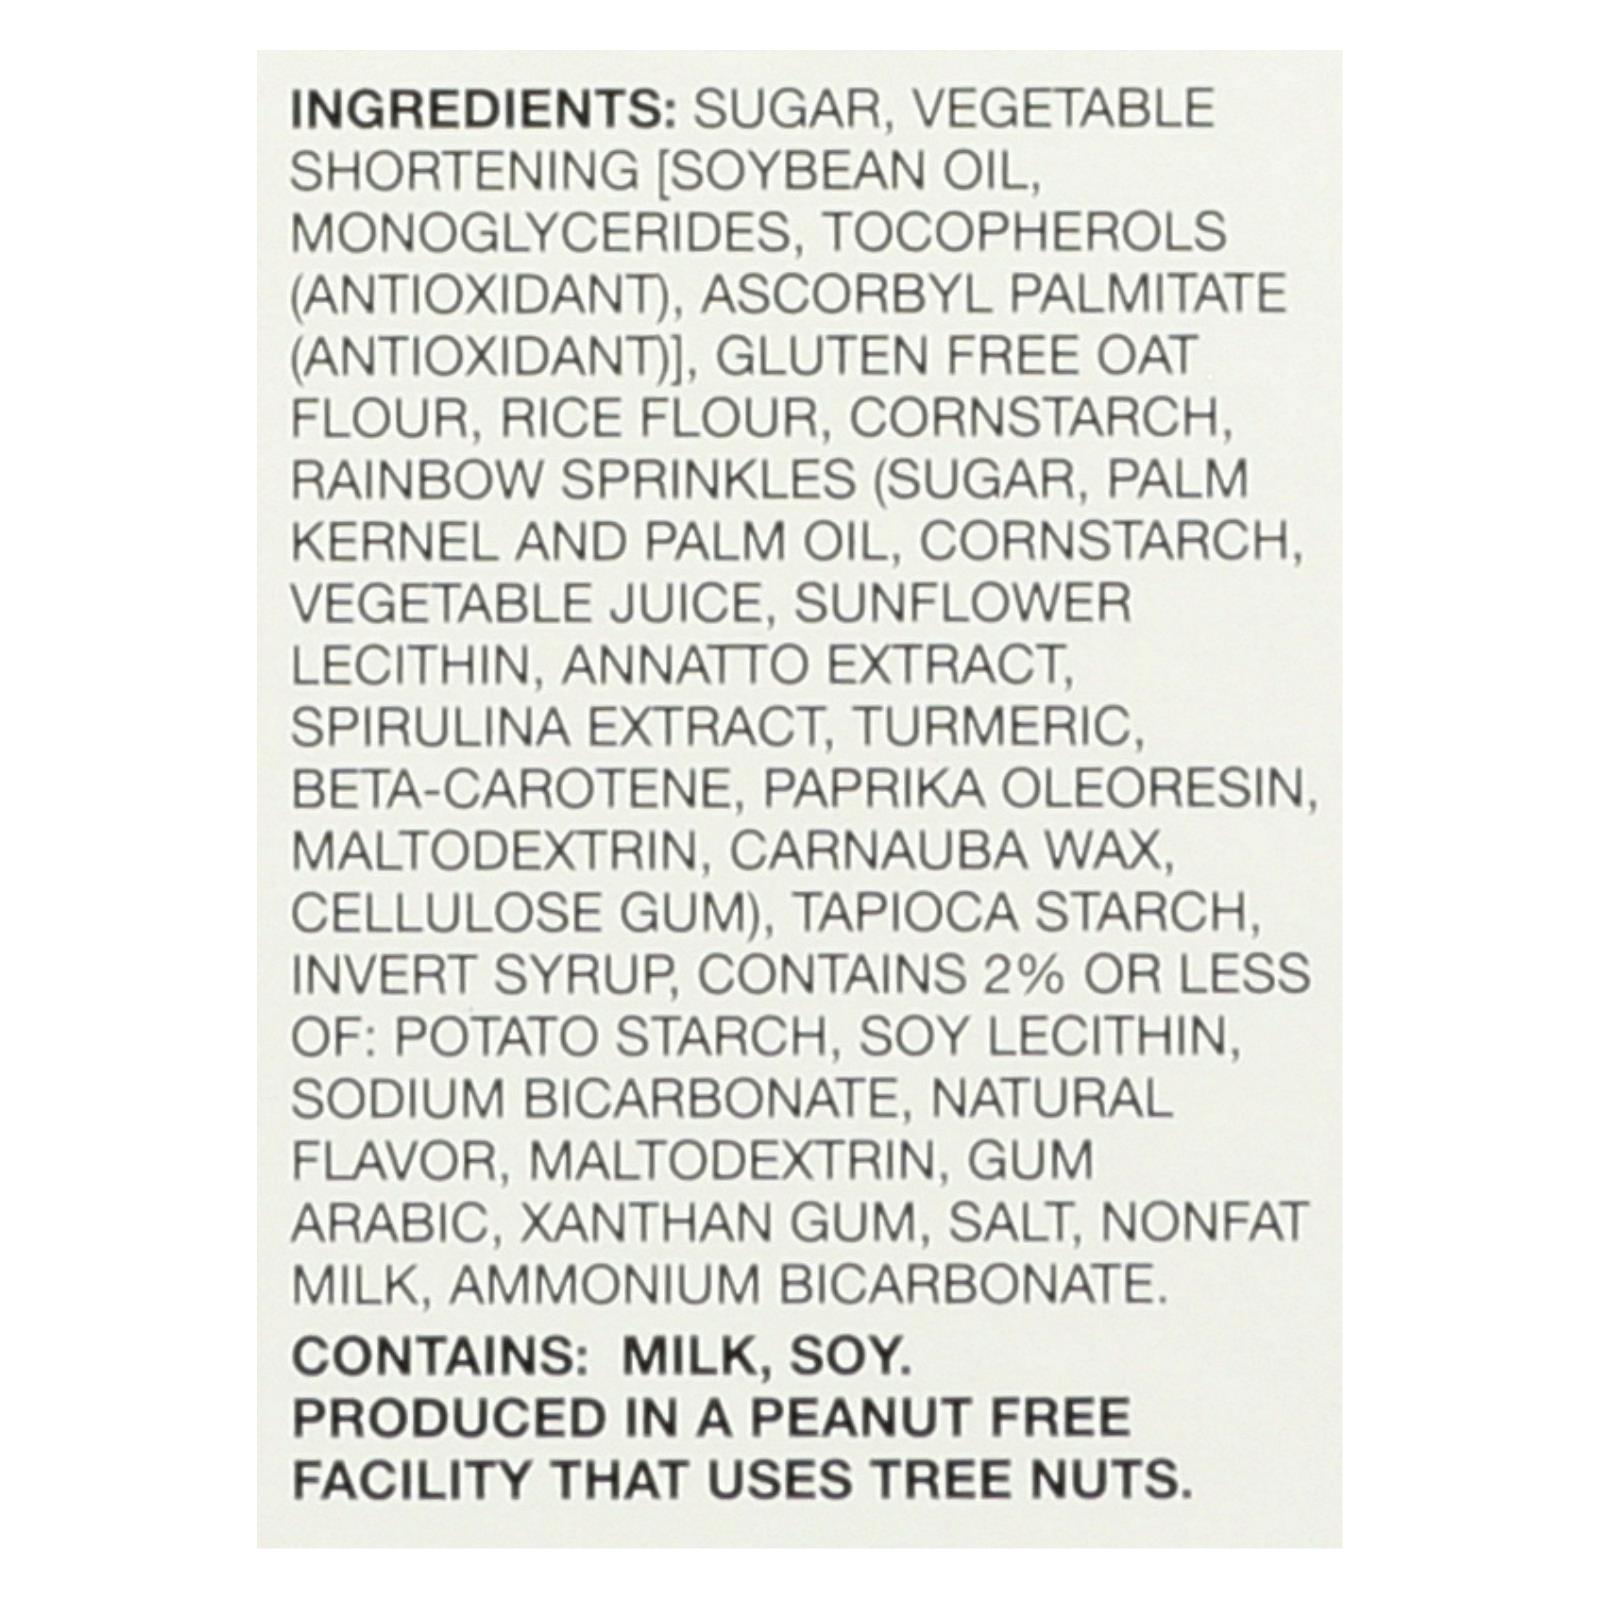 INGREDIENTS: SUGAR, VEGETABLE
SHORTENING [SOYBEAN OIL,
MONOGLYCERIDES, TOCOPHEROLS
(ANTIOXIDANT), ASCORBYL PALMITATE
(ANTIOXIDANT)], GLUTEN FREE OAT
FLOUR, RICE FLOUR, CORNSTARCH,
RAINBOW SPRINKLES (SUGAR, PALM
KERNEL AND PALM OIL, CORNSTARCH,
VEGETABLE JUICE, SUNFLOWER
LECITHIN, ANNATTO EXTRACT,
SPIRULINA EXTRACT, TURMERIC,
BETA-CAROTENE, PAPRIKA OLEORESIN,
MALTODEXTRIN, CARNAUBA WAX,
CELLULOSE GUM), TAPIOCA STARCH,
INVERT SYRUP, CONTAINS 2% OR LESS
OF: POTATO STARCH, SOY LECITHIN,
SODIUM BICARBONATE, NATURAL
FLAVOR, MALTODEXTRIN, GUM
ARABIC, XANTHAN GUM, SALT, NONFAT
MILK, AMMONIUM BICARBONATE.
CONTAINS: MILK, SOY.
PRODUCED IN A PEANUT FREE
FACILITY THAT USES TREE NUTS.